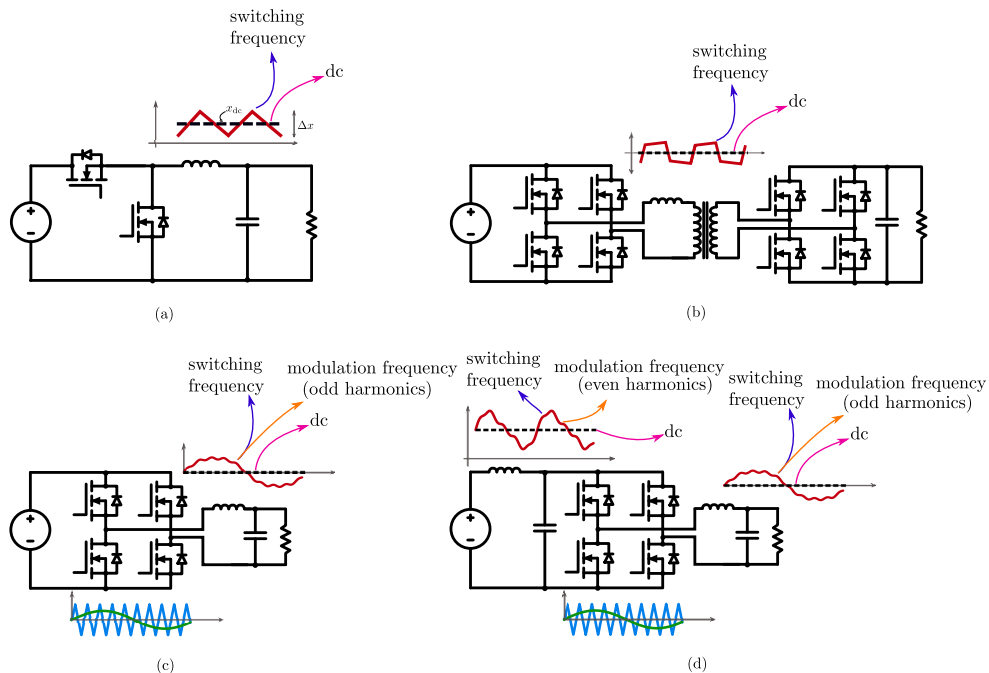 switching
frequency
dc
x_dc
Δx
(a)
switching
frequency
dc
(b)
switching
frequency
modulation frequency
(odd harmonics)
dc
(c)
switching
frequency
modulation frequency
(even harmonics)
dc
switching
frequency
modulation frequency
(odd harmonics)
dc
(d)